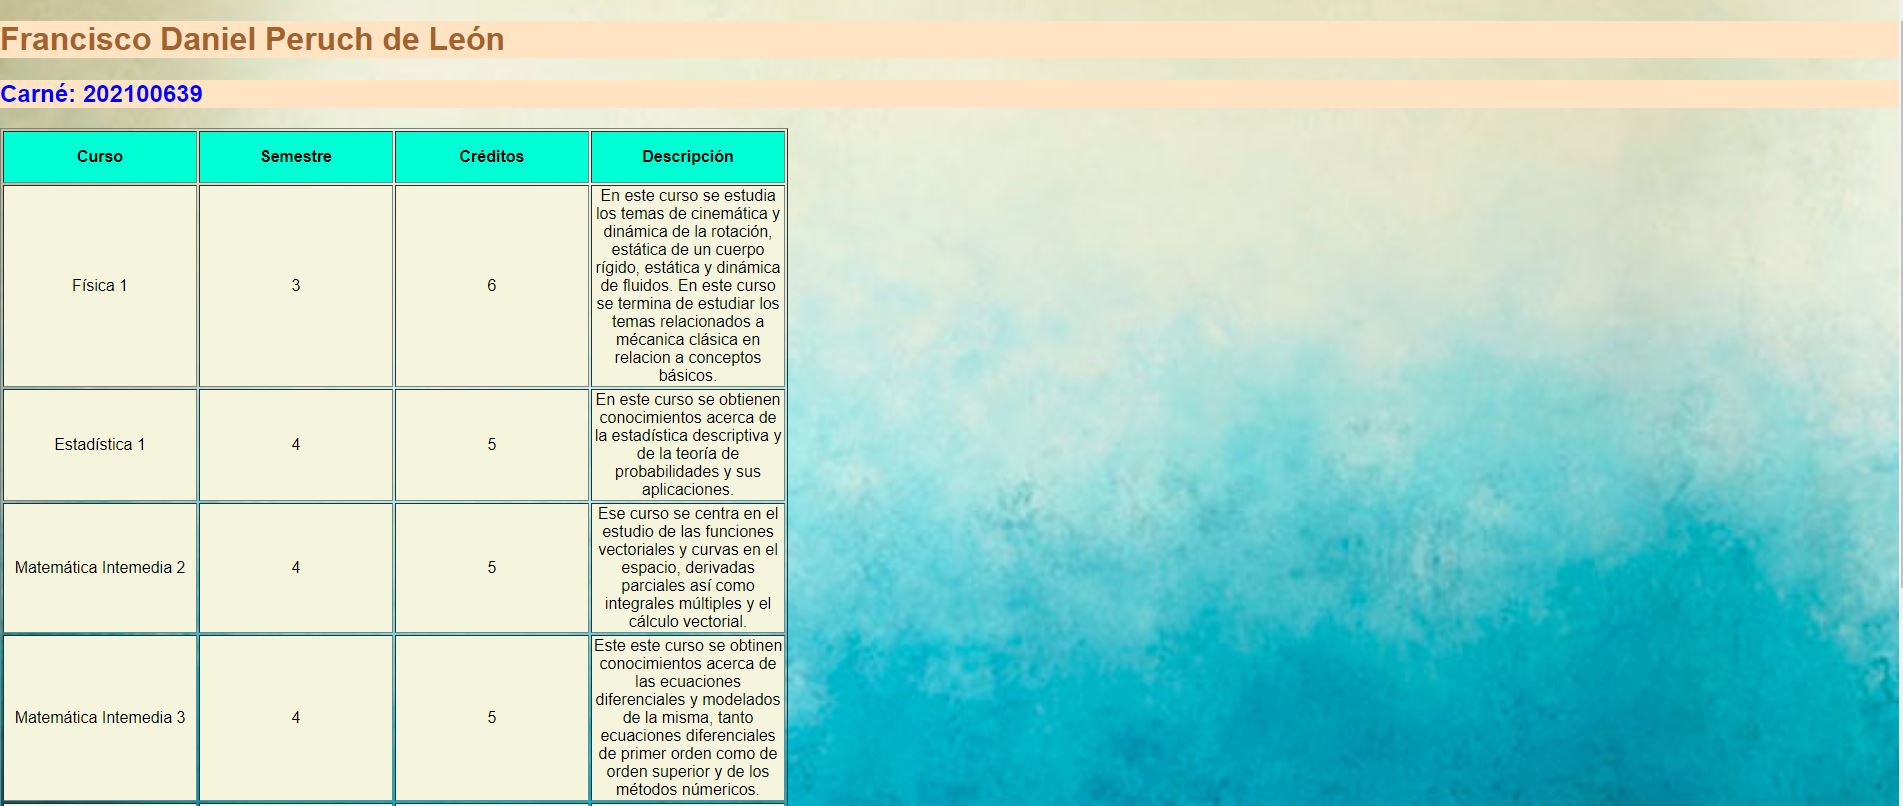 Francisco Daniel Peruch de León
Carné: 202100639
Curso Semestre Créditos Descripción
En este curso se estudia
los temas de cinemática y
dinámica de la rotación,
estática de un cuerpo
rígido, estática y dinámica
Física 1 3 6 de fluidos. En este curso
se termina de estudiar los
temas relacionados a
mécanica clásica en
relacion a conceptos
básicos.
En este curso se obtienen
conocimientos acerca de
la estadística descriptiva y
Estadística 1 4 5 de la teoría de
probabilidades y sus
aplicaciones.
Ese curso se centra en el
estudio de las funciones
vectoriales y curvas en el
Matemática Intemedia 2 4 5 espacio, derivadas
parciales así como
integrales múltiples y el
cálculo vectorial.
Este este curso se obtinen
conocimientos acerca de
las ecuaciones
diferenciales y modelados
Matemática Intemedia 3 4 5 de la misma, tanto
ecuaciones diferenciales
de primer orden como de
orden superior y de los
métodos númericos.